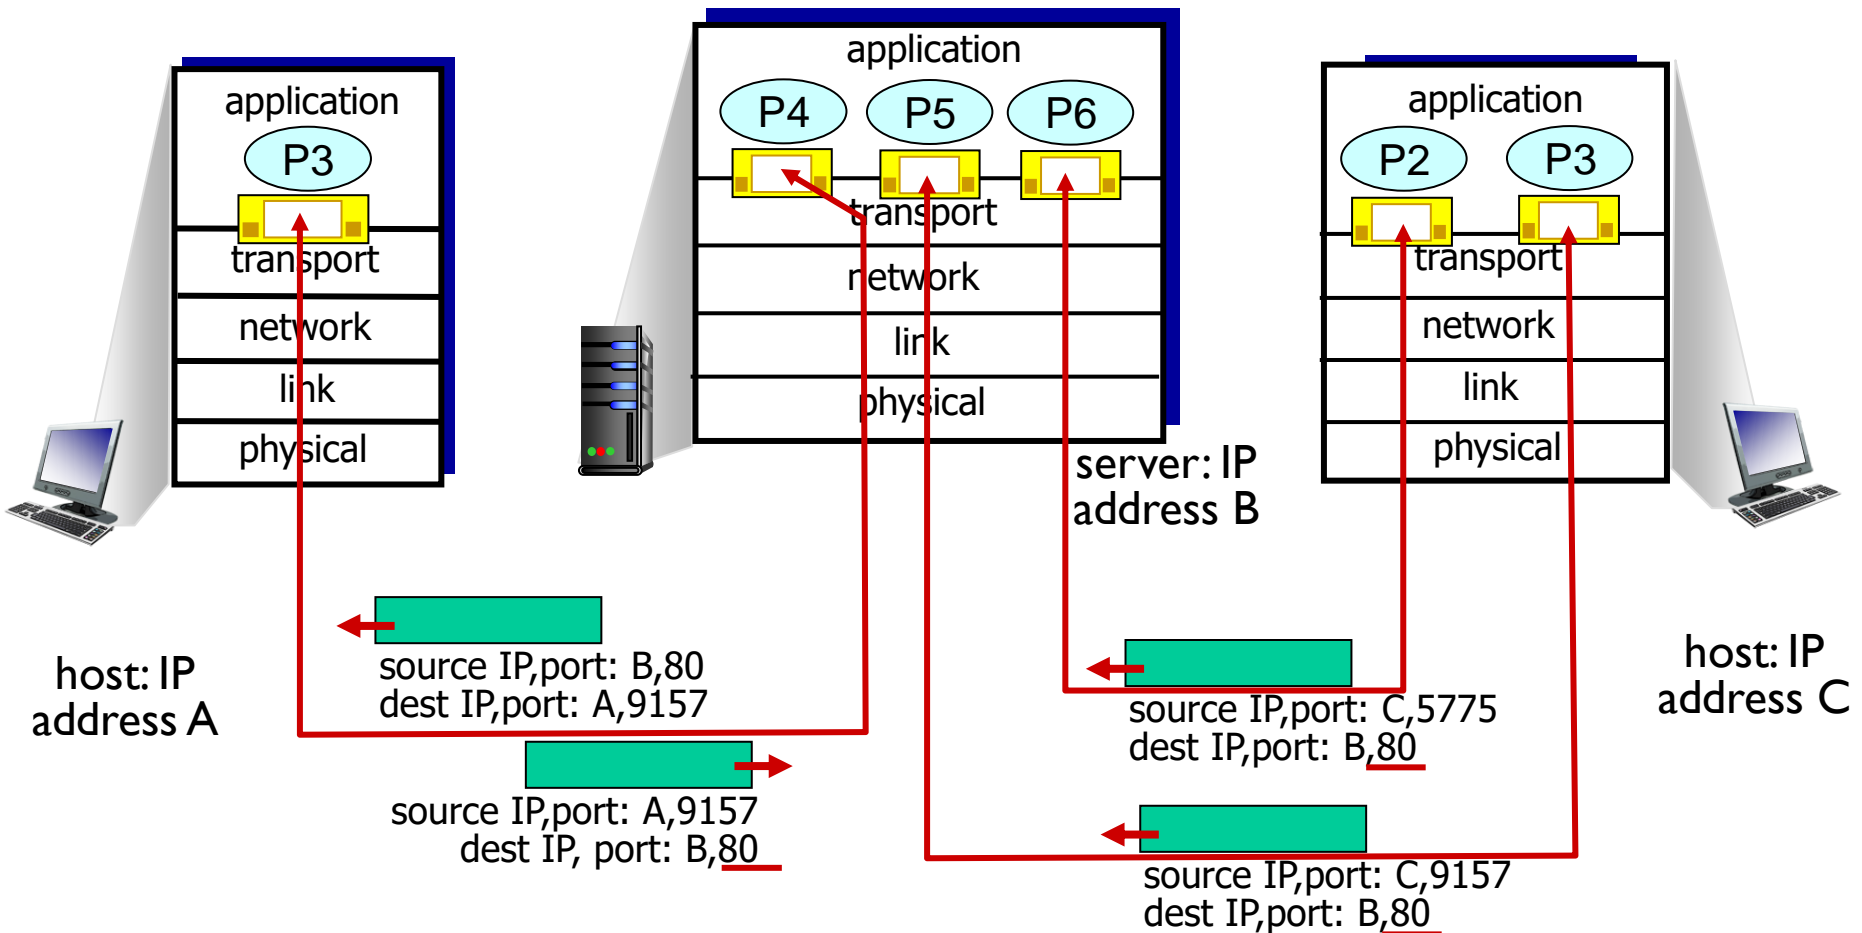 application
P3
transport
network
link
physical
host: IP
address A
application
P4
P5
P6
transport
network
link
physical
server: IP
address B
application
P2
P3
transport
network
link
physical
host: IP
address C
source IP,port: B,80
dest IP,port: A,9157
source IP,port: A,9157
dest IP, port: B,80
source IP,port: C,5775
dest IP,port: B,80
source IP,port: C,9157
dest IP,port: B,80